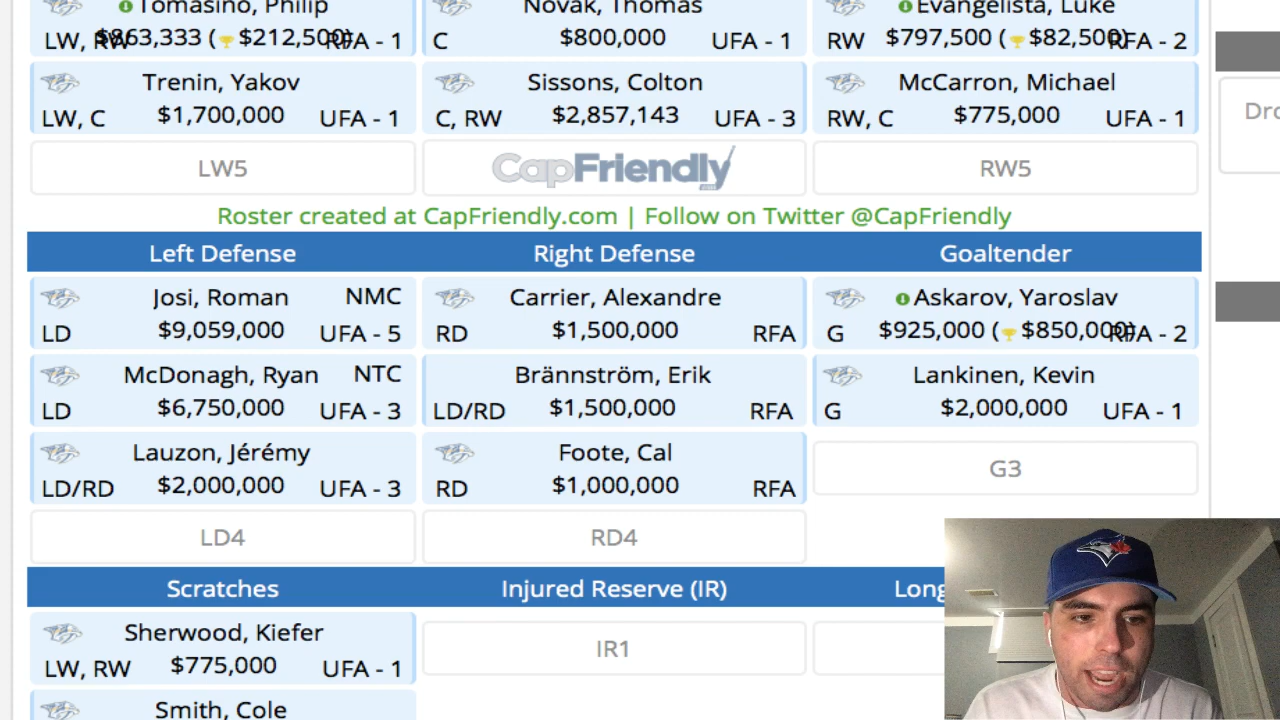 Tomasino, Philip
LW, RW $863,333 ( $212,500) RFA - 1
Novak, Thomas
C $800,000 UFA - 1
Evangelista, Luke
RW $797,500 ( $82,500) RFA - 2
Trenin, Yakov
LW, C $1,700,000 UFA - 1
Sissons, Colton
C, RW $2,857,143 UFA - 3
McCarron, Michael
RW, C $775,000 UFA - 1
Dro
LW5
CapFriendly
RW5
Roster created at CapFriendly.com | Follow on Twitter @CapFriendly
Left Defense
Right Defense
Goaltender
Josi, Roman NMC
LD $9,059,000 UFA - 5
Carrier, Alexandre
RD $1,500,000 RFA
Askarov, Yaroslav
G $925,000 ( $850,000) RFA - 2
McDonagh, Ryan NTC
LD $6,750,000 UFA - 3
Brännström, Erik
LD/RD $1,500,000 RFA
Lankinen, Kevin
G $2,000,000 UFA - 1
Lauzon, Jérémy
LD/RD $2,000,000 UFA - 3
Foote, Cal
RD $1,000,000 RFA
G3
LD4
RD4
Scratches
Injured Reserve (IR)
Long
Sherwood, Kiefer
LW, RW $775,000 UFA - 1
IR1
Smith, Cole